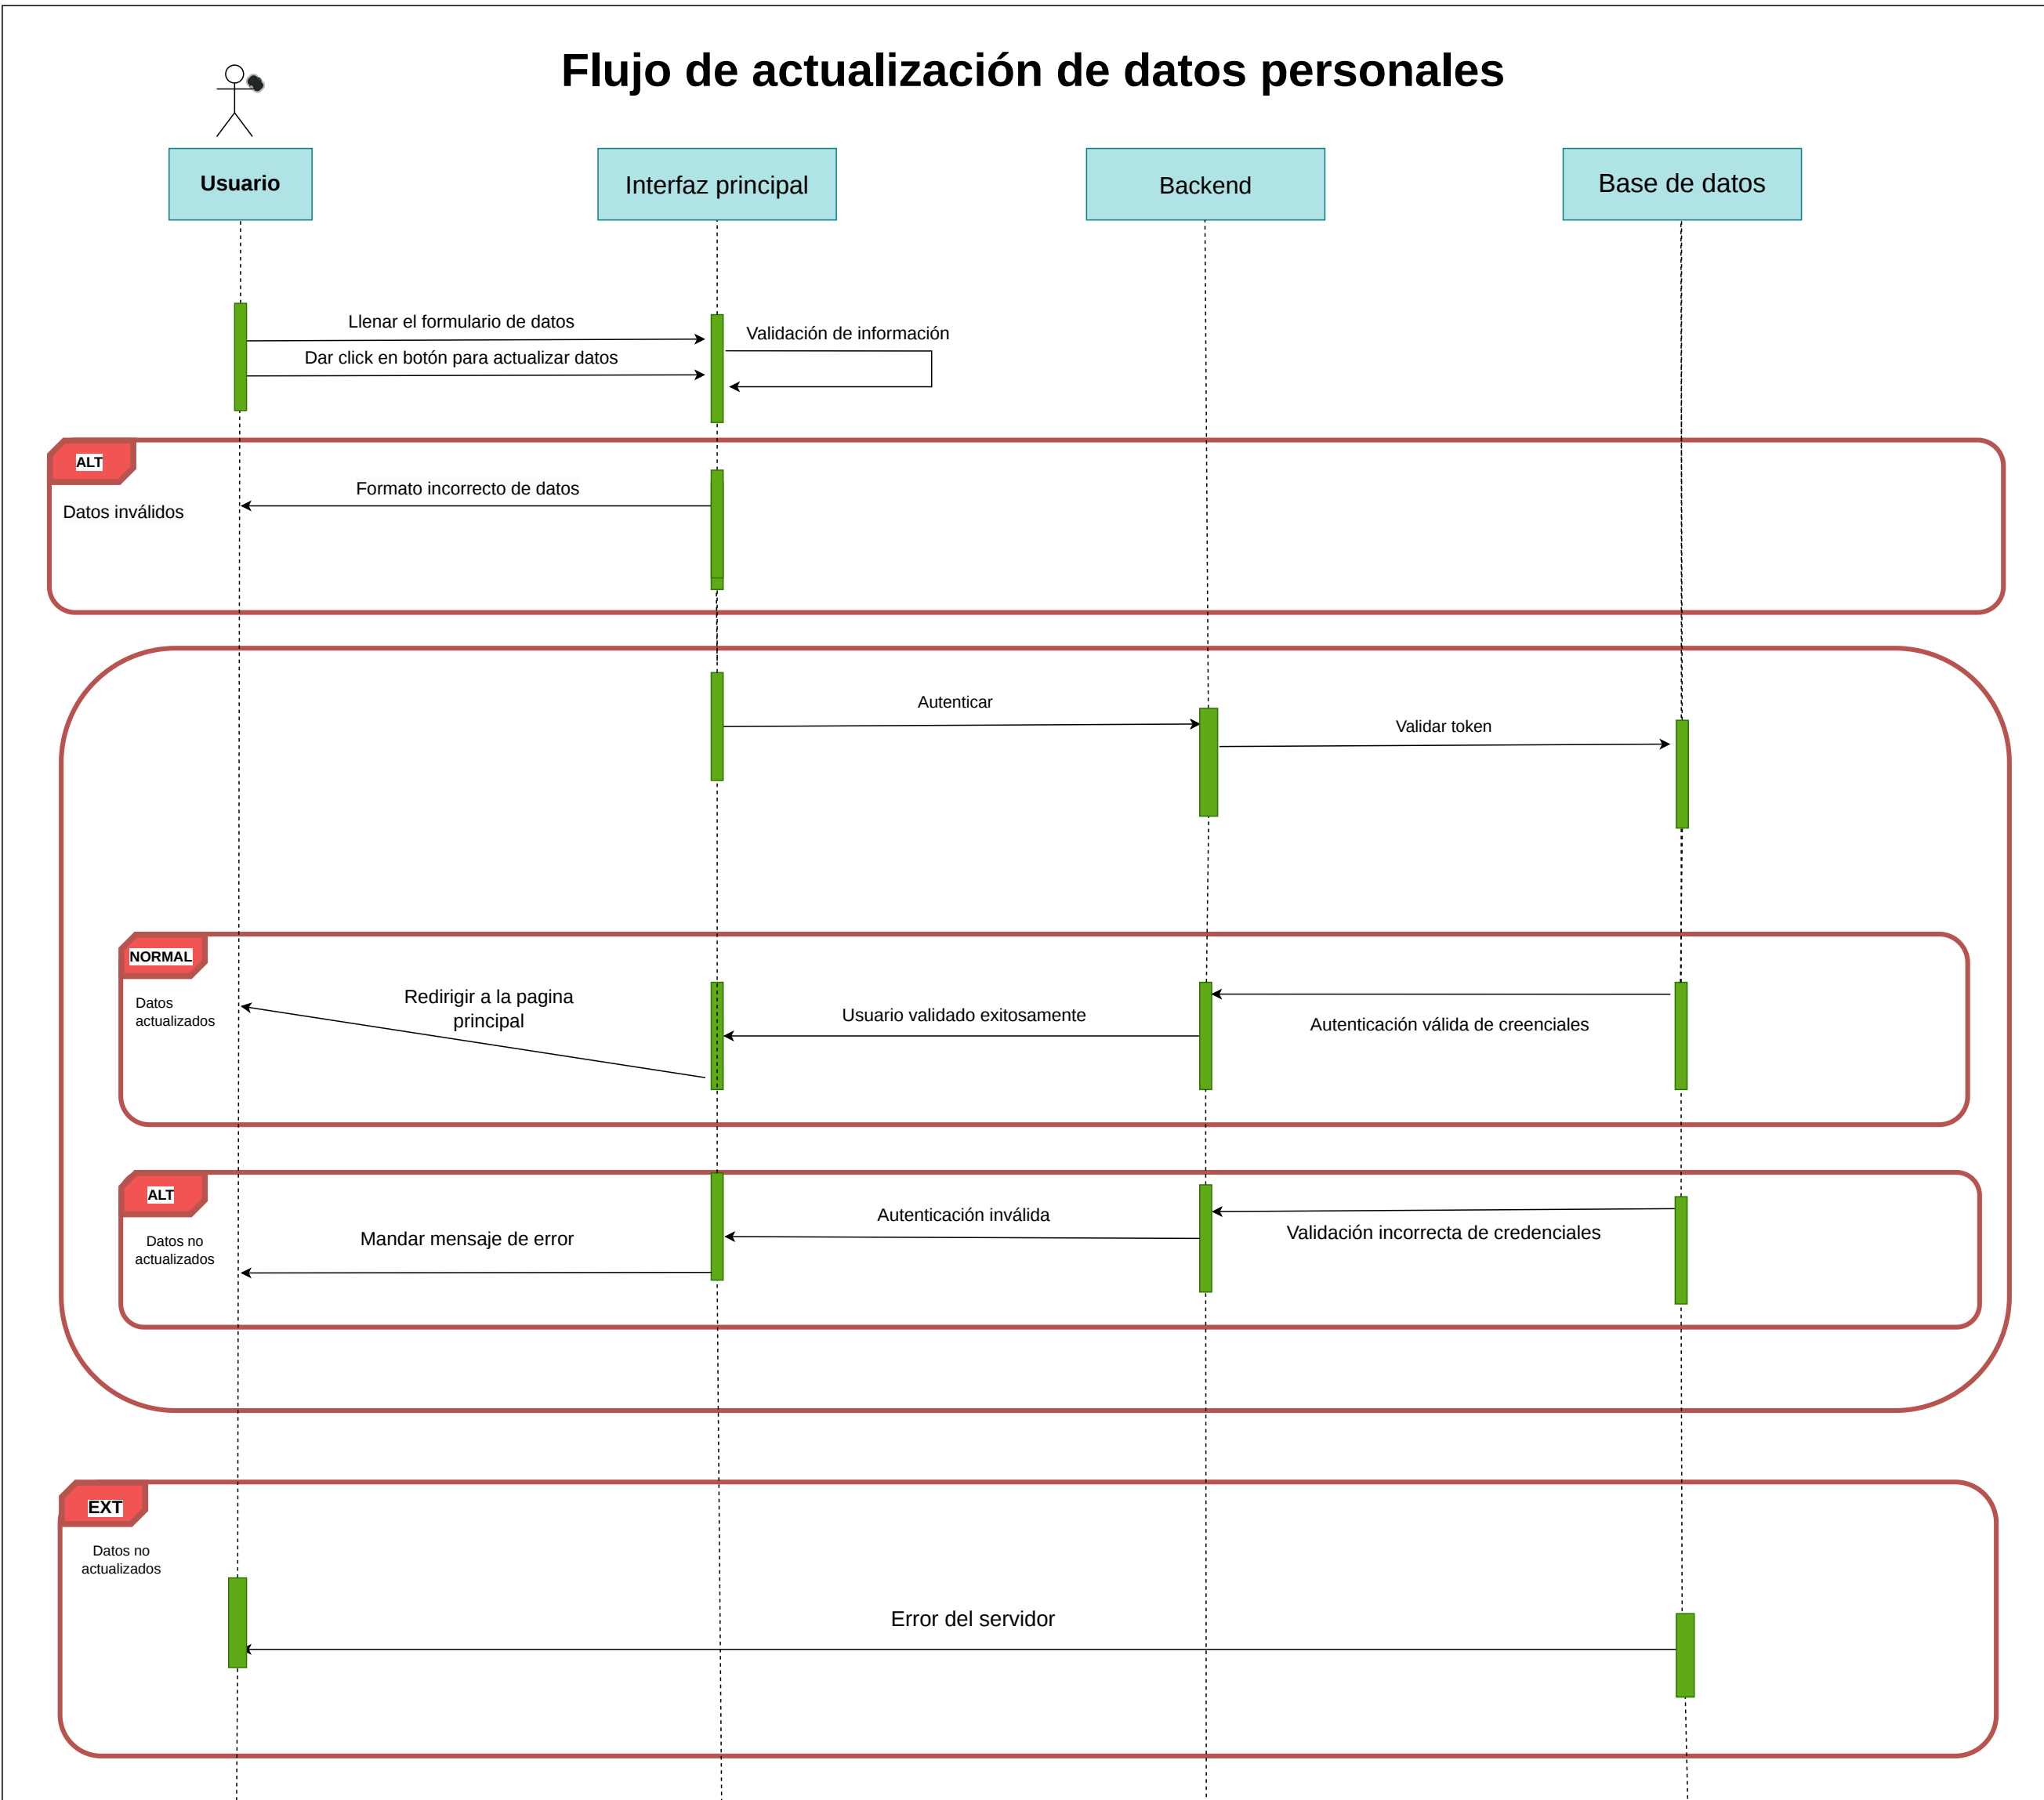 Flujo de actualización de datos personales
Usuario
Interfaz principal
Backend
Base de datos
Llenar el formulario de datos
Validación de información
Dar click en botón para actualizar datos
ALT
Formato incorrecto de datos
Datos inválidos
Autenticar
Validar token
NORMAL
Datos
actualizados
Redirigir a la pagina
principal
Usuario validado exitosamente
Autenticación válida de creenciales
ALT
Datos no
actualizados
Mandar mensaje de error
Autenticación inválida
Validación incorrecta de credenciales
EXT
Datos no
actualizados
Error del servidor